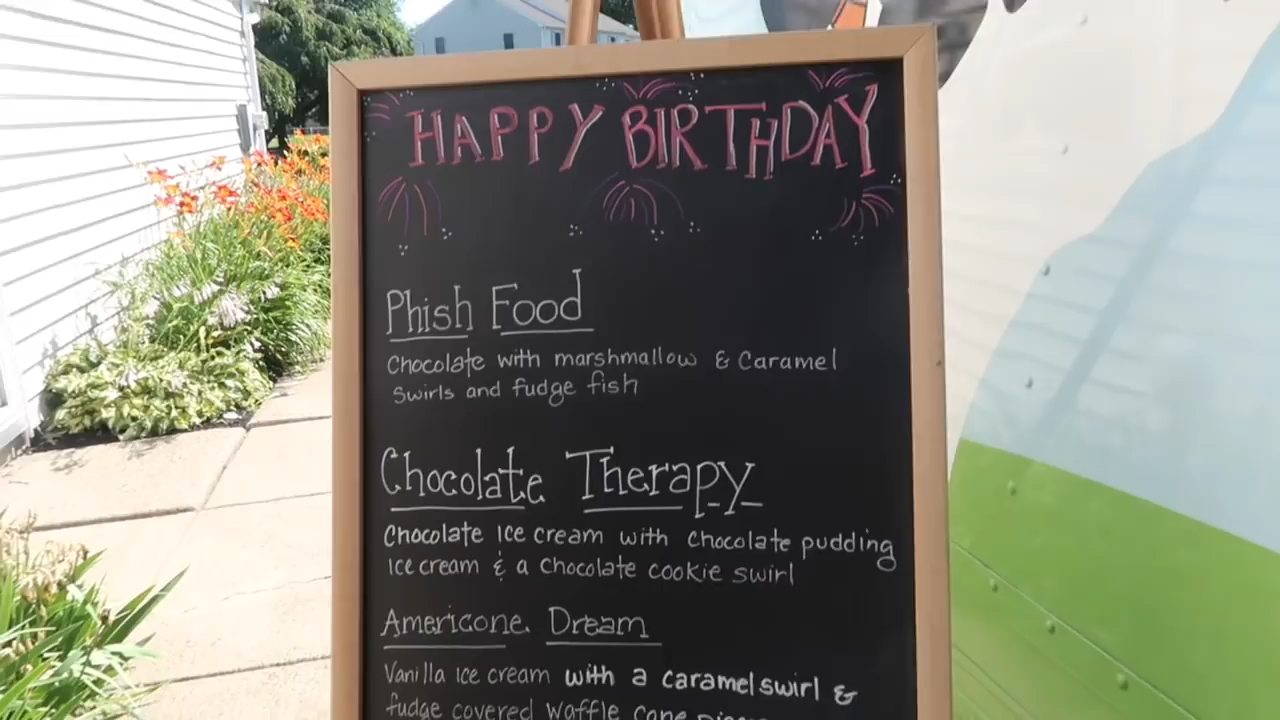 HAPPY BIRTHDAY
Phish Food
Chocolate with marshmallow & Caramel
Swirls and fudge fish
Chocolate Therapy
Chocolate Ice cream with chocolate pudding
Ice cream & a chocolate cookie swirl
Americone Dream
Vanilla ice cream with a caramel swirl &
fudge covered waffle cone